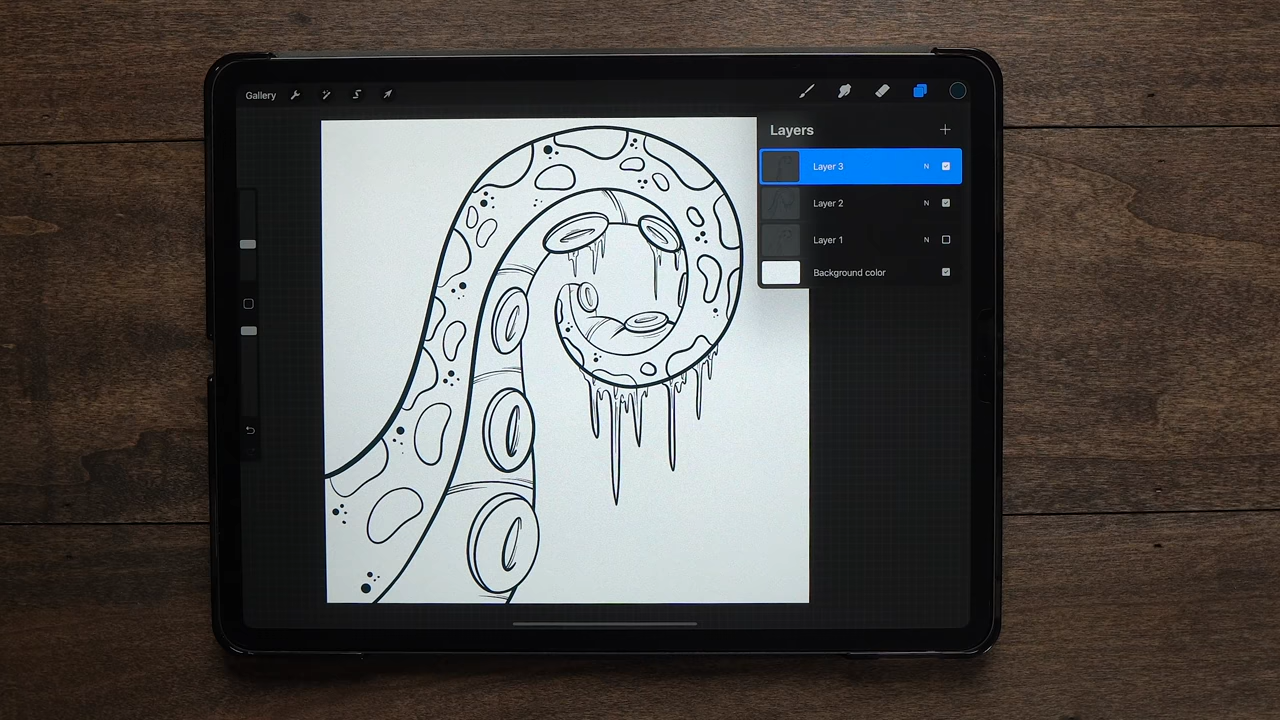 Gallery
Layers
Layer 3 N
Layer 2 N
Layer 1 N
Background color